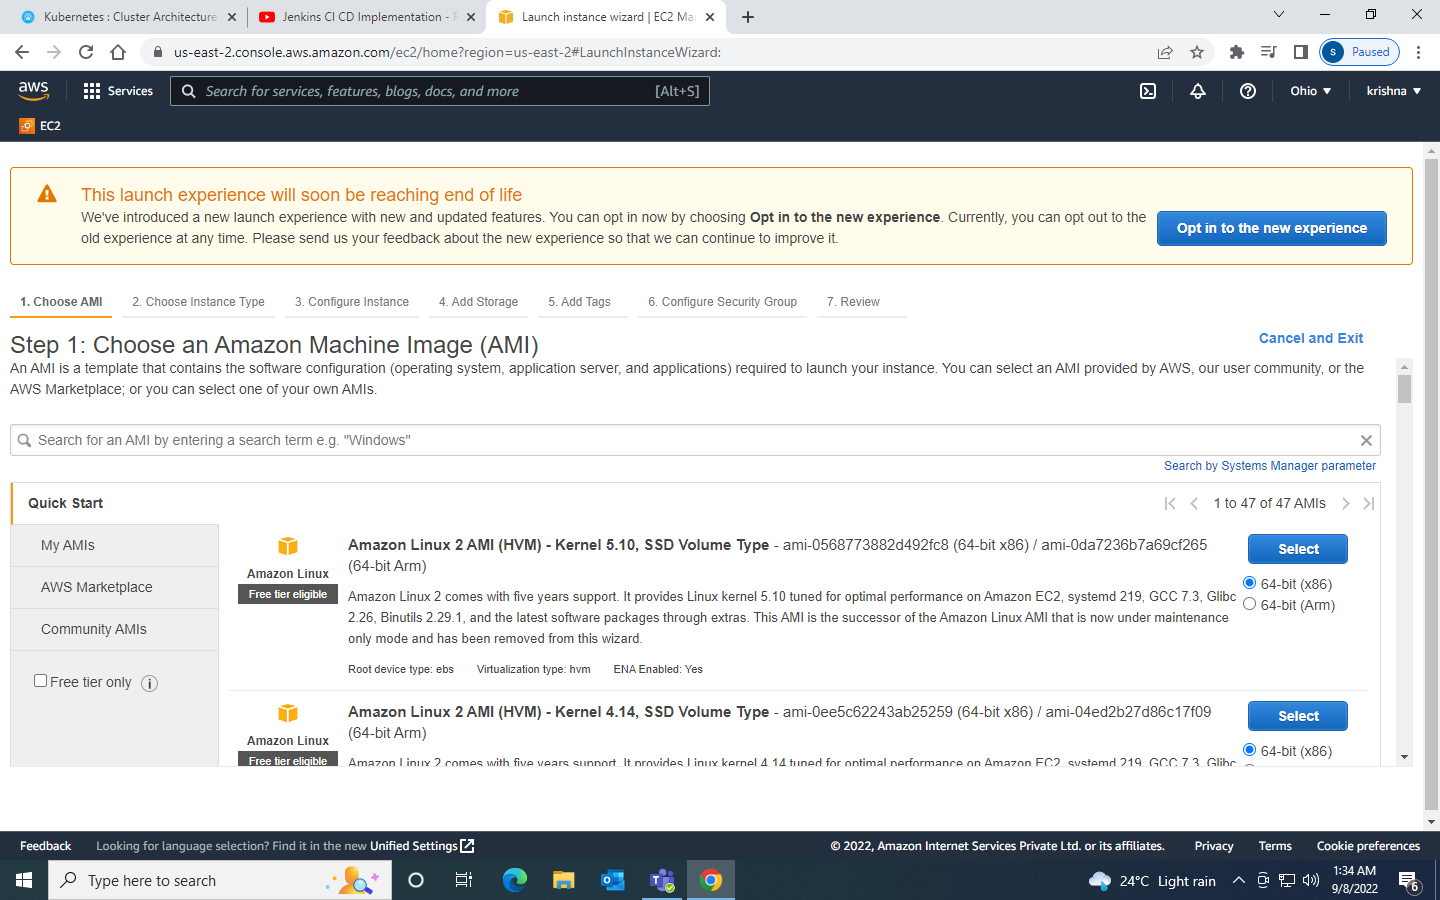 Kubernetes : Cluster Architecture
Jenkins CI CD Implementation -
Launch instance wizard | EC2 Ma
us-east-2.console.aws.amazon.com/ec2/home?region=us-east-2#LaunchInstanceWizard:
s
Paused
aws
Services
Search for services, features, blogs, docs, and more
[Alt+S]
Ohio
krishna
EC2
This launch experience will soon be reaching end of life
We've introduced a new launch experience with new and updated features. You can opt in now by choosing Opt in to the new experience. Currently, you can opt out to the
old experience at any time. Please send us your feedback about the new experience so that we can continue to improve it.
Opt in to the new experience
1. Choose AMI
2. Choose Instance Type
3. Configure Instance
4. Add Storage
5. Add Tags
6. Configure Security Group
7. Review
Step 1: Choose an Amazon Machine Image (AMI)
Cancel and Exit
An AMI is a template that contains the software configuration (operating system, application server, and applications) required to launch your instance. You can select an AMI provided by AWS, our user community, or the
AWS Marketplace; or you can select one of your own AMIs.
Search for an AMI by entering a search term e.g. "Windows"
Search by Systems Manager parameter
Quick Start
1 to 47 of 47 AMIs
My AMIs
AWS Marketplace
Community AMIs
Free tier only
Amazon Linux
Free tier eligible
Amazon Linux 2 AMI (HVM) - Kernel 5.10, SSD Volume Type - ami-0568773882d492fc8 (64-bit x86) / ami-0da7236b7a69cf265
(64-bit Arm)
Amazon Linux 2 comes with five years support. It provides Linux kernel 5.10 tuned for optimal performance on Amazon EC2, systemd 219, GCC 7.3, Glibc
2.26, Binutils 2.29.1, and the latest software packages through extras. This AMI is the successor of the Amazon Linux AMI that is now under maintenance
only mode and has been removed from this wizard.
Root device type: ebs
Virtualization type: hvm
ENA Enabled: Yes
Select
64-bit (x86)
64-bit (Arm)
Amazon Linux
Free tier eligible
Amazon Linux 2 AMI (HVM) - Kernel 4.14, SSD Volume Type - ami-0ee5c62243ab25259 (64-bit x86) / ami-04ed2b27d86c17f09
(64-bit Arm)
Amazon Linux 2 comes with five years support. It provides Linux kernel 4.14 tuned for optimal performance on Amazon EC2, systemd 219, GCC 7.3, Glibc
Select
64-bit (x86)
Feedback
Looking for language selection? Find it in the new Unified Settings
© 2022, Amazon Internet Services Private Ltd. or its affiliates.
Privacy
Terms
Cookie preferences
Type here to search
24°C Light rain
1:34 AM
9/8/2022
6